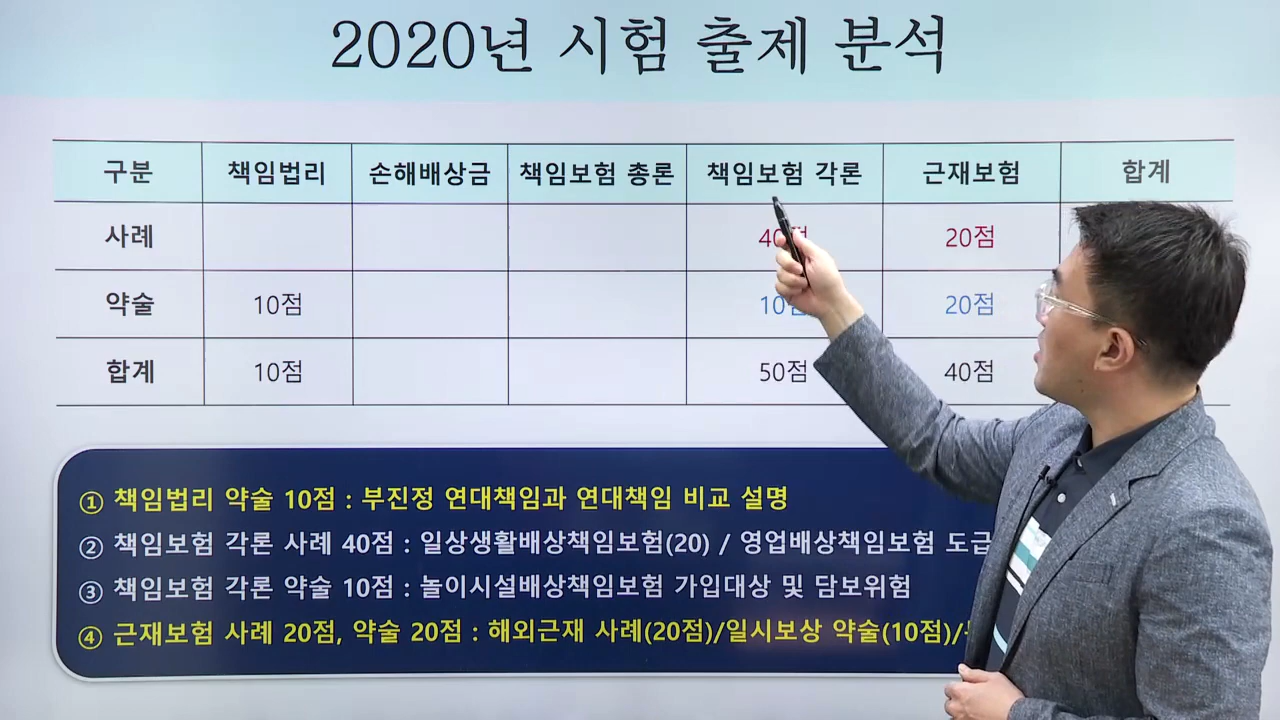 2020년 시험 출제 분석
구분 책임법리 손해배상금 책임보험 총론 책임보험 각론 근재보험 합계
사례 40점 20점
약술 10점 10점 20점
합계 10점 50점 40점
① 책임법리 약술 10점 : 부진정 연대책임과 연대책임 비교 설명
② 책임보험 각론 사례 40점 : 일상생활배상책임보험(20) / 영업배상책임보험 도급
③ 책임보험 각론 약술 10점 : 놀이시설배상책임보험 가입대상 및 담보위험
④ 근재보험 사례 20점, 약술 20점 : 해외근재 사례(20점)/일시보상 약술(10점)/